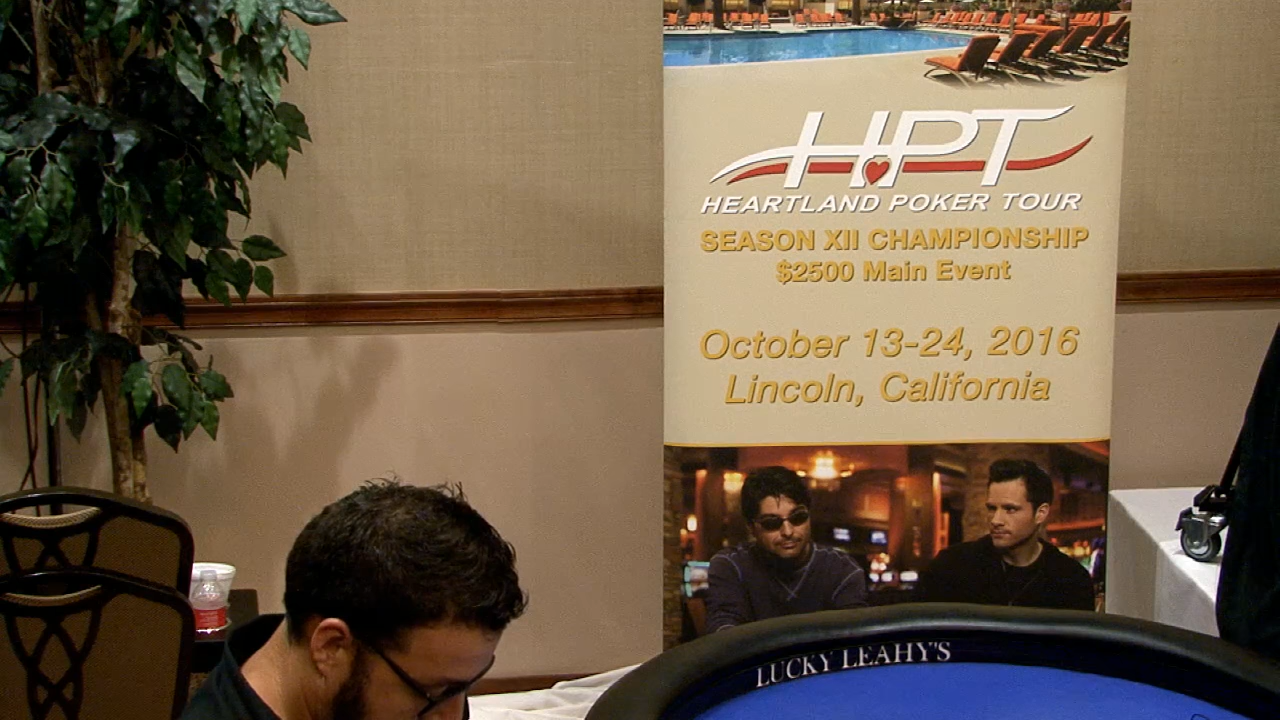 HPT
HEARTLAND POKER TOUR
SEASON XII CHAMPIONSHIP
$2500 Main Event
October 13-24, 2016
Lincoln, California
LUCKY LEAHY'S